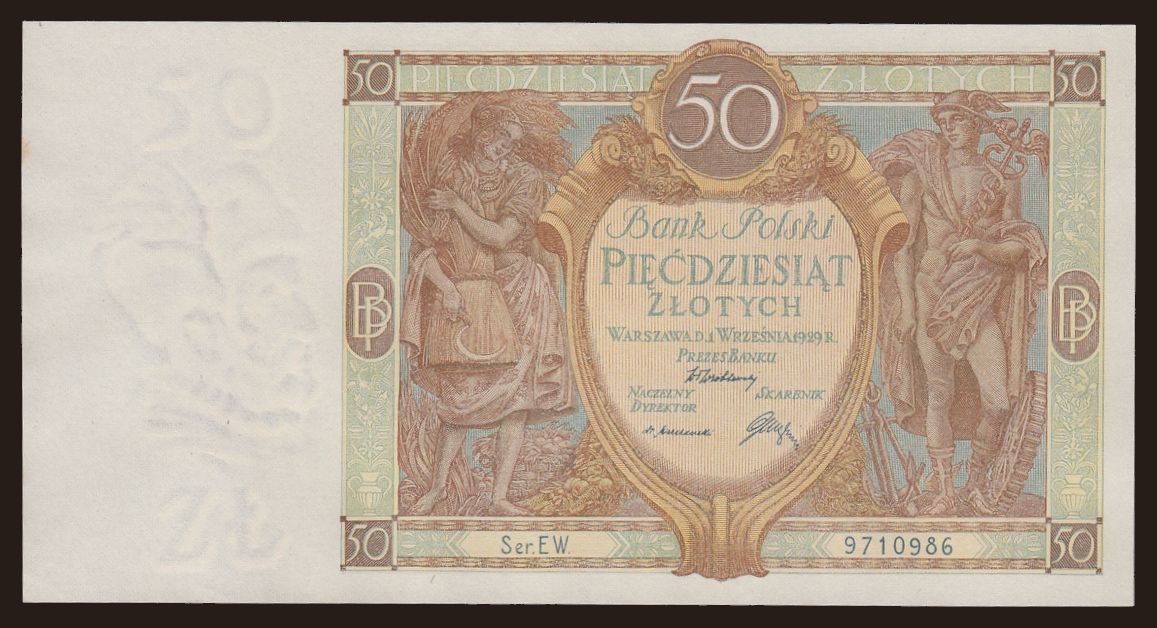 50 PIĘĆDZIESIĄT 50 ZŁOTYCH 50
Bank Polski
PIĘĆDZIESIĄT
ZŁOTYCH
WARSZAWA D. 1 WRZEŚNIA 1929 R.
PREZES BANKU
NACZELNY SKARBNIK
DYREKTOR
BP BP
50 Ser. EW. 9710986 50